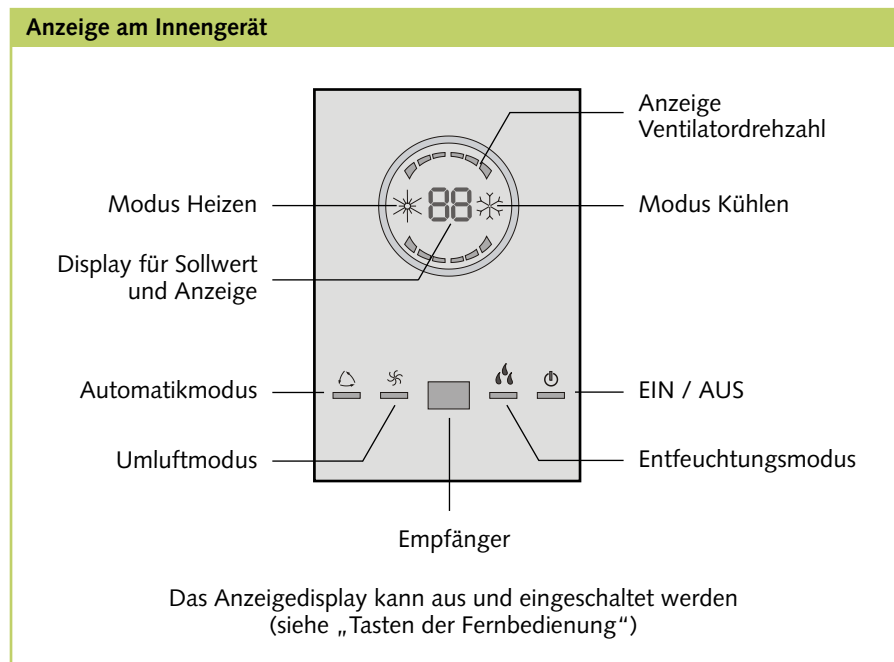 Anzeige am Innengerät
Anzeige
Ventilatordrehzahl
Modus Heizen
88
Modus Kühlen
Display für Sollwert
und Anzeige
Automatikmodus
EIN / AUS
Umluftmodus
Entfeuchtungsmodus
Empfänger
Das Anzeigedisplay kann aus und eingeschaltet werden
(siehe „Tasten der Fernbedienung“)